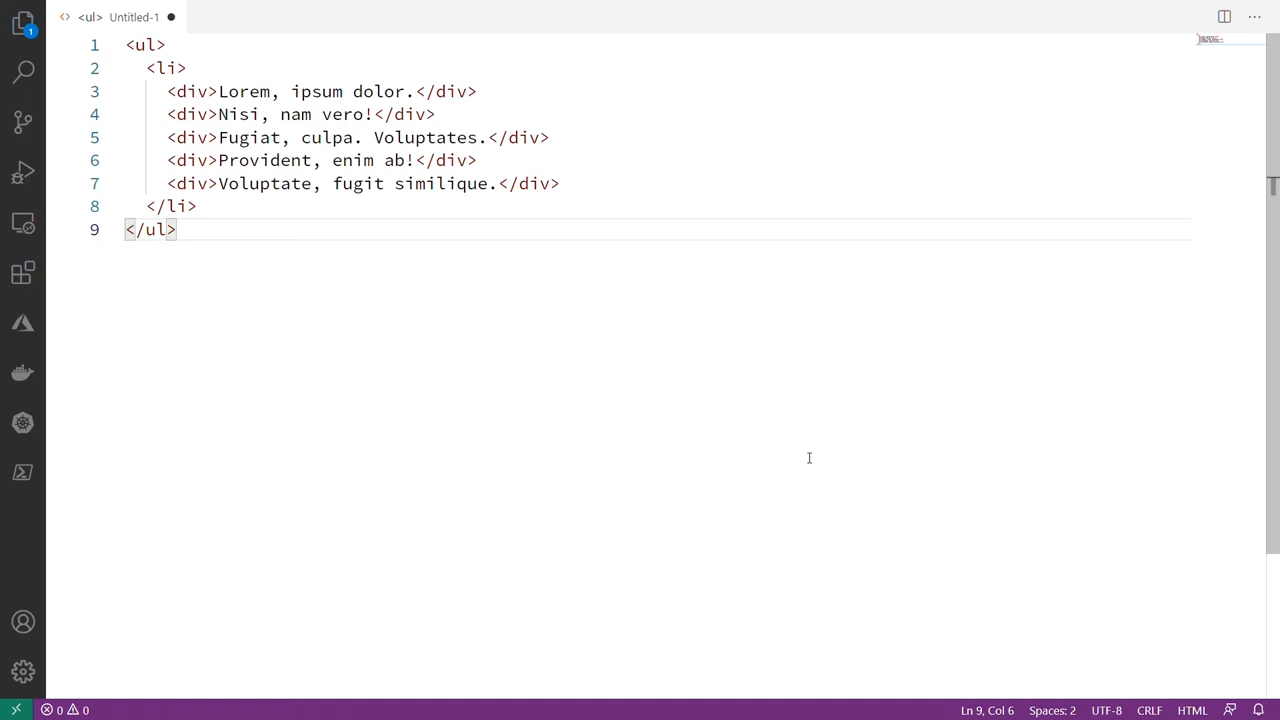 <ul> Untitled-1
1 <ul>
2 <li>
3 <div>Lorem, ipsum dolor.</div>
4 <div>Nisi, nam vero!</div>
5 <div>Fugiat, culpa. Voluptates.</div>
6 <div>Provident, enim ab!</div>
7 <div>Voluptate, fugit similique.</div>
8 </li>
9 </ul>
1
0 0 Ln 9, Col 6 Spaces: 2 UTF-8 CRLF HTML